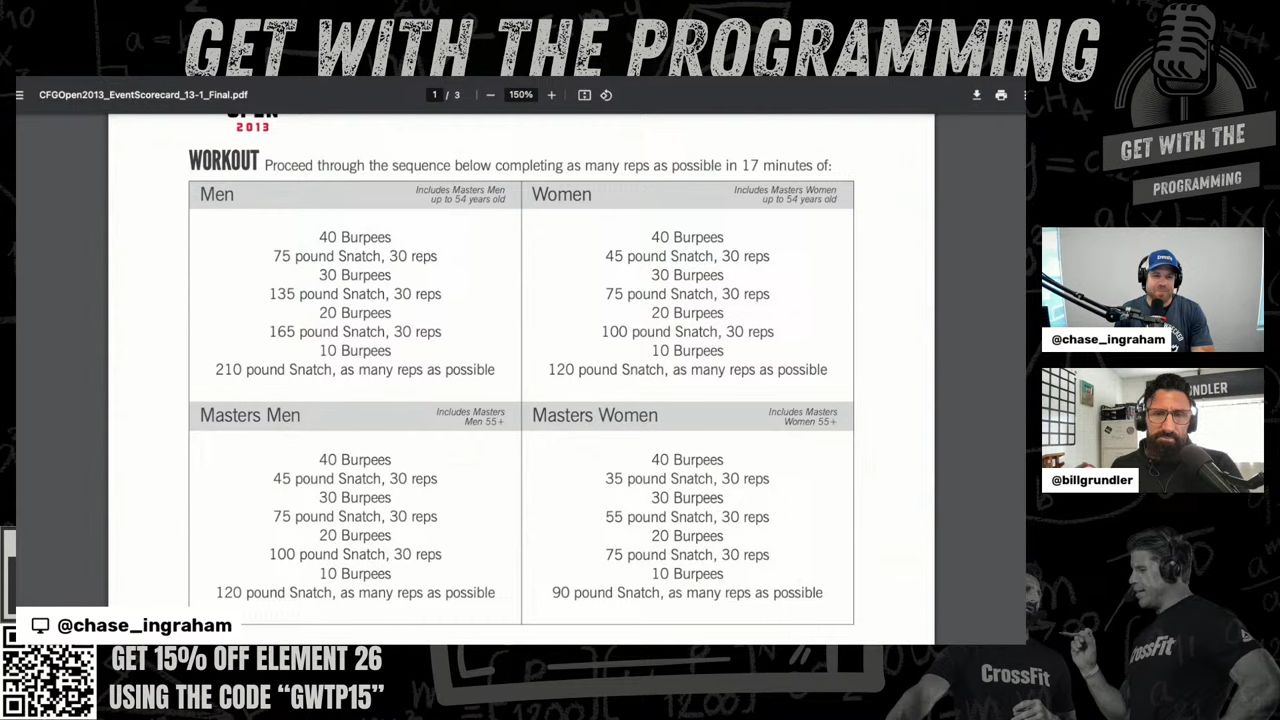 GET WITH THE PROGRAMMING
CFGOpen2013_EventScorecard_13-1_Final.pdf
1 / 3
150%
OPEN
2013
WORKOUT Proceed through the sequence below completing as many reps as possible in 17 minutes of:
Men
Includes Masters Men
up to 54 years old
40 Burpees
75 pound Snatch, 30 reps
30 Burpees
135 pound Snatch, 30 reps
20 Burpees
165 pound Snatch, 30 reps
10 Burpees
210 pound Snatch, as many reps as possible
Women
Includes Masters Women
up to 54 years old
40 Burpees
45 pound Snatch, 30 reps
30 Burpees
75 pound Snatch, 30 reps
20 Burpees
100 pound Snatch, 30 reps
10 Burpees
120 pound Snatch, as many reps as possible
Masters Men
Includes Masters
Men 55+
40 Burpees
45 pound Snatch, 30 reps
30 Burpees
75 pound Snatch, 30 reps
20 Burpees
100 pound Snatch, 30 reps
10 Burpees
120 pound Snatch, as many reps as possible
Masters Women
Includes Masters
Women 55+
40 Burpees
35 pound Snatch, 30 reps
30 Burpees
55 pound Snatch, 30 reps
20 Burpees
75 pound Snatch, 30 reps
10 Burpees
90 pound Snatch, as many reps as possible
GET WITH THE
PROGRAMMING
@chase_ingraham
@billgrundler
@chase_ingraham
GET 15% OFF ELEMENT 26
USING THE CODE “GWTP15”
CrossFit
CrossFit